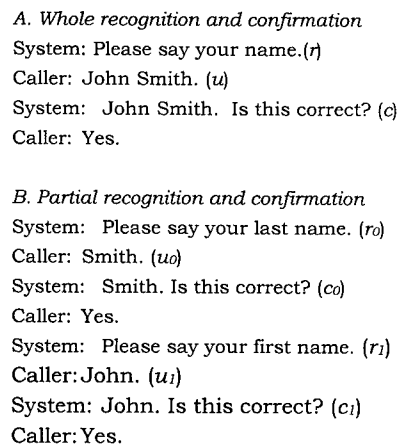 A. Whole recognition and confirmation
System: Please say your name.(r)
Caller: John Smith. (u)
System: John Smith. Is this correct? (c)
Caller: Yes.
B. Partial recognition and confirmation
System: Please say your last name. (r0)
Caller: Smith. (u0)
System: Smith. Is this correct? (c0)
Caller: Yes.
System: Please say your first name. (r1)
Caller: John. (u1)
System: John. Is this correct? (c1)
Caller: Yes.